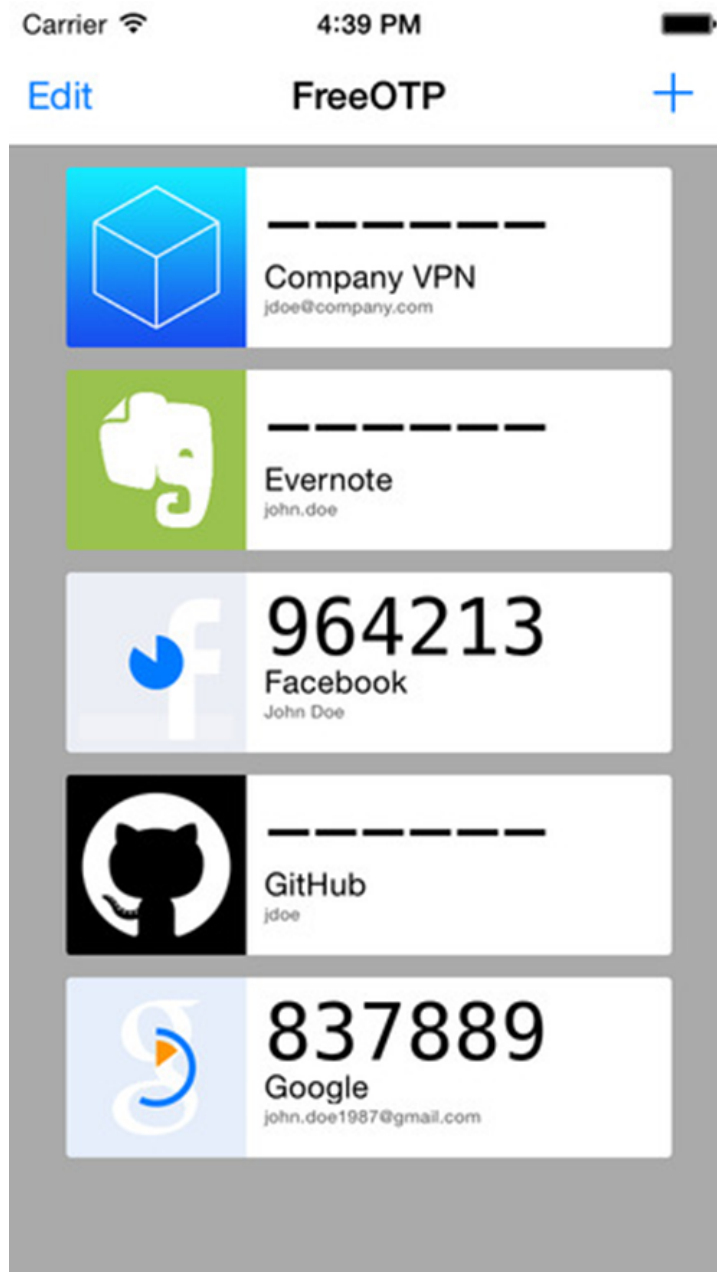 Carrier 4:39 PM
Edit FreeOTP +
––––––
Company VPN
jdoe@company.com
––––––
Evernote
john.doe
964213
Facebook
John Doe
––––––
GitHub
jdoe
837889
Google
john.doe1987@gmail.com